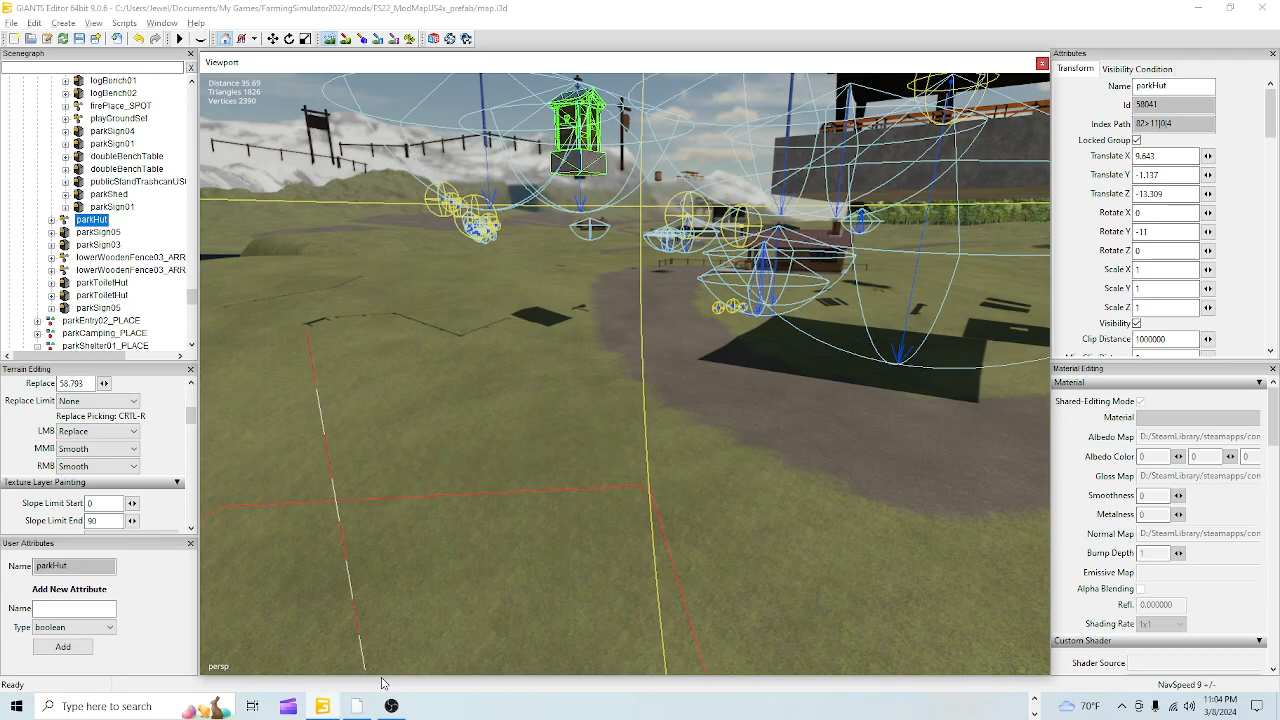 GIANTS Editor 64bit 9.0.6 - C:/Users/Jewel/Documents/My Games/FarmingSimulator2022/mods/FS22_ModMapUS4x_prefab/map.i3d
File Edit Create View Scripts Window Help
Scenegraph
X
logBench01
logBench02
firePlace_SPOT
playGroundSet
parkSign04
parkSign01
doubleBenchTable
doubleBenchTable
publicStandTrashcanUS
parkShed
parkSign01
parkHut
parkSign05
parkSign03
lowerWoodenFence03_ARR
lowerWoodenFence03_ARR
parkToiletHut
parkToiletHut
parkSign05
parkEntry02_PLACE
parkCamping_PLACE
parkShelter01_PLACE
Terrain Editing
Replace 58.793
Replace Limit None
Replace Picking: CRTL-R
LMB Replace
MMB Smooth
RMB Smooth
Texture Layer Painting
Slope Limit Start 0
Slope Limit End 90
User Attributes
Name parkHut
Add New Attribute
Name
Type boolean
Add
Ready
Viewport
Distance 35.69
Triangles 1826
Vertices 2390
persp
Attributes
Transform Visibility Condition
Name parkHut
Id 58041
Index Path 82>11|0|4
Locked Group
Translate X 9.643
Translate Y -1.137
Translate Z -13.309
Rotate X 0
Rotate Y -11
Rotate Z 0
Scale X 1
Scale Y 1
Scale Z 1
Visibility
Clip Distance 1000000
Material Editing
Material
Shared-Editing Mode
Material
Albedo Map D:/SteamLibrary/steamapps/con
Albedo Color 0 0 0
Gloss Map D:/SteamLibrary/steamapps/con
Smoothness 0
Metalness 0
Normal Map D:/SteamLibrary/steamapps/con
Bump Depth 1
Emissive Map
Alpha Blending
Refl. 0.000000
Shading Rate 1x1
Custom Shader
Shader Source
NavSpeed 9 +/-
Type here to search
70°F
11:04 PM
3/8/2024